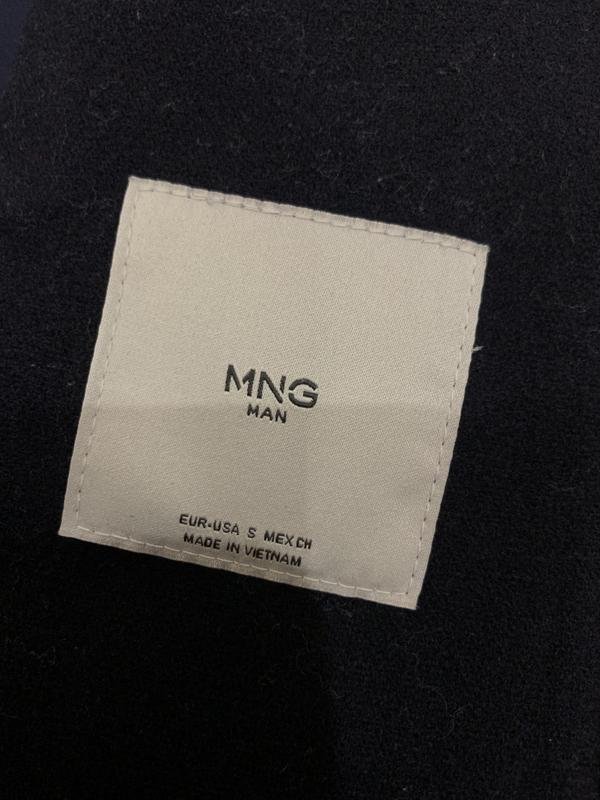 MNG
MAN
EUR-USA S MEX CH
MADE IN VIETNAM